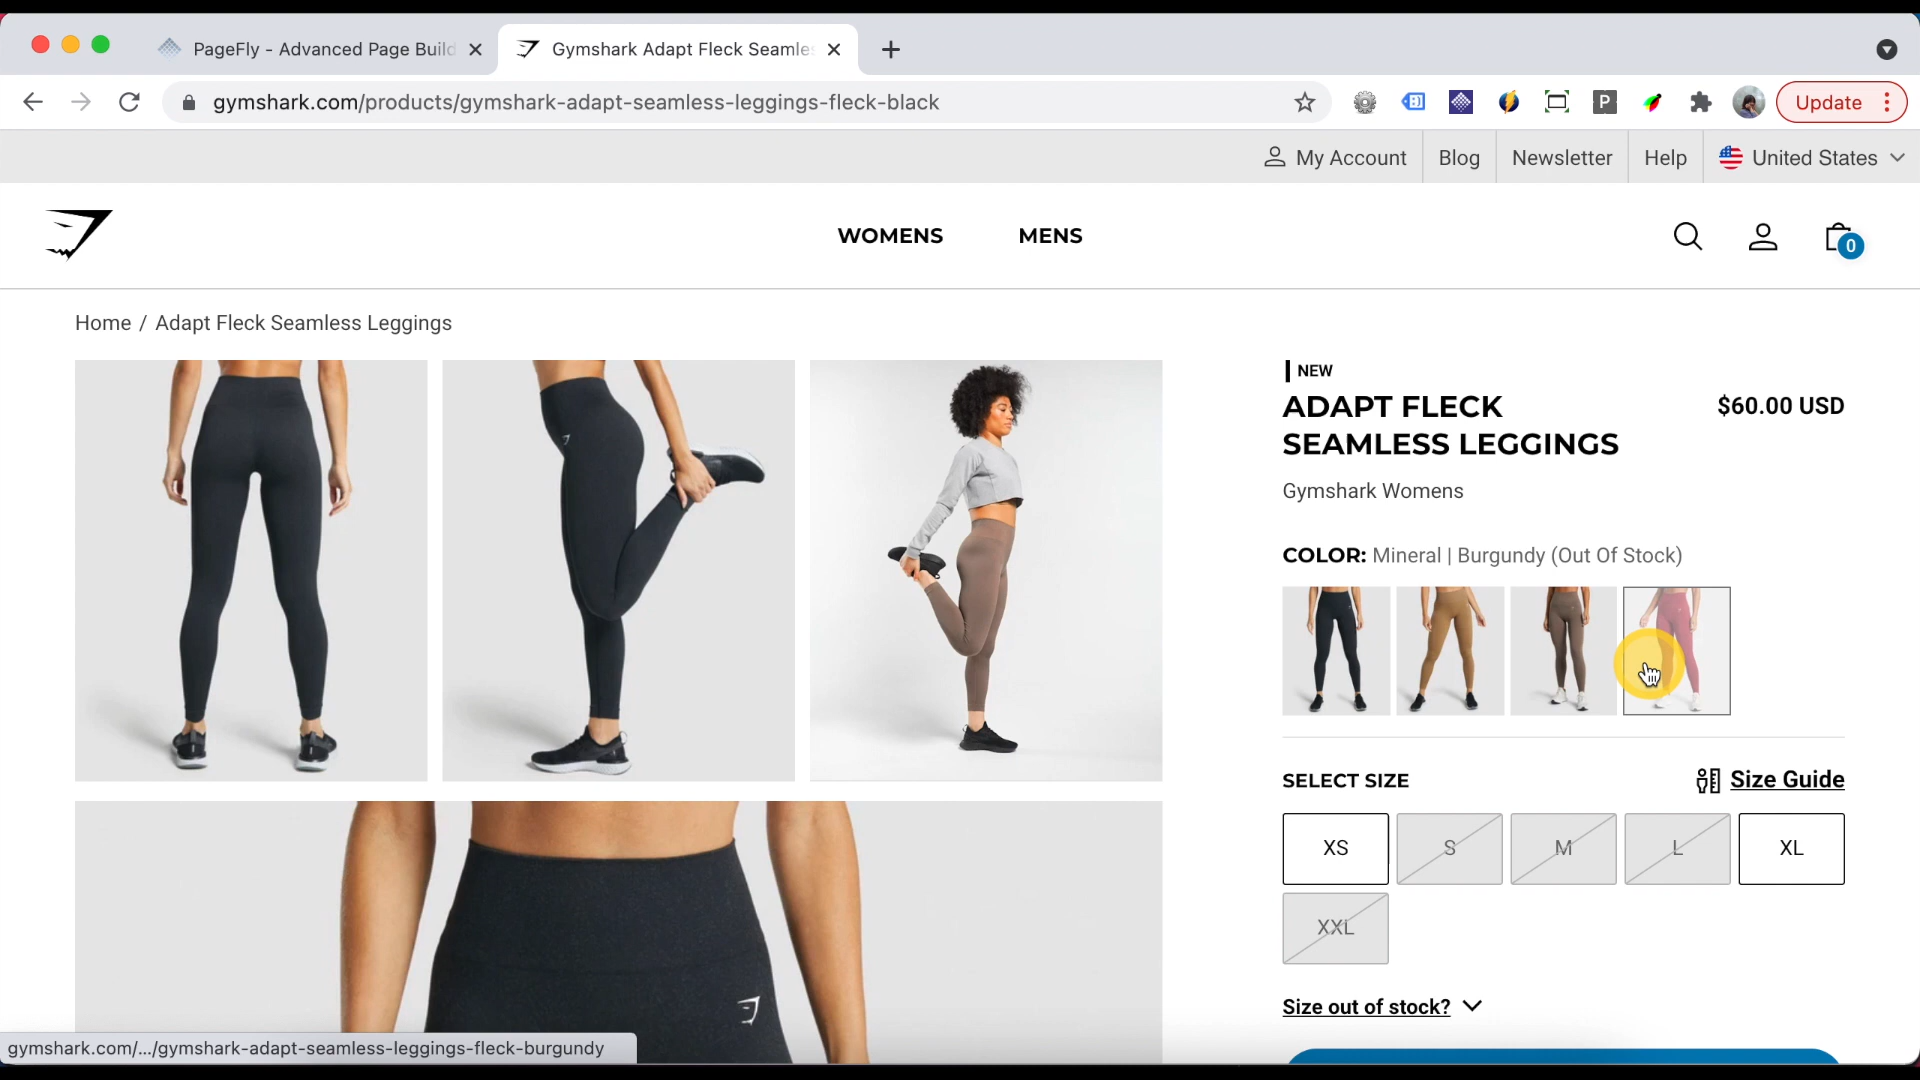 PageFly - Advanced Page Build
Gymshark Adapt Fleck Seamle
gymshark.com/products/gymshark-adapt-seamless-leggings-fleck-black
P
Update
My Account
Blog
Newsletter
Help
United States
WOMENS
MENS
0
Home / Adapt Fleck Seamless Leggings
NEW
ADAPT FLECK
SEAMLESS LEGGINGS
$60.00 USD
Gymshark Womens
COLOR: Mineral | Burgundy (Out Of Stock)
SELECT SIZE
Size Guide
XS
S
M
L
XL
XXL
Size out of stock?
gymshark.com/.../gymshark-adapt-seamless-leggings-fleck-burgundy